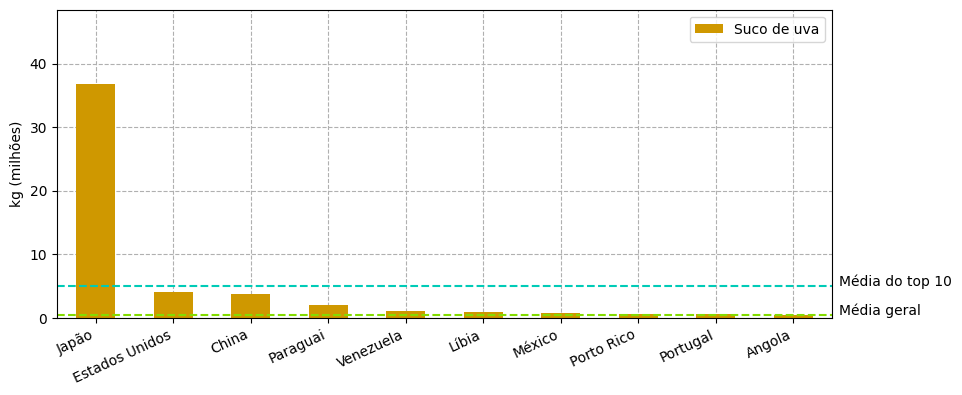 Suco de uva
kg (milhões)
40
30
20
10
0
Média do top 10
Média geral
Japão
Estados Unidos
China
Paraguai
Venezuela
Líbia
México
Porto Rico
Portugal
Angola